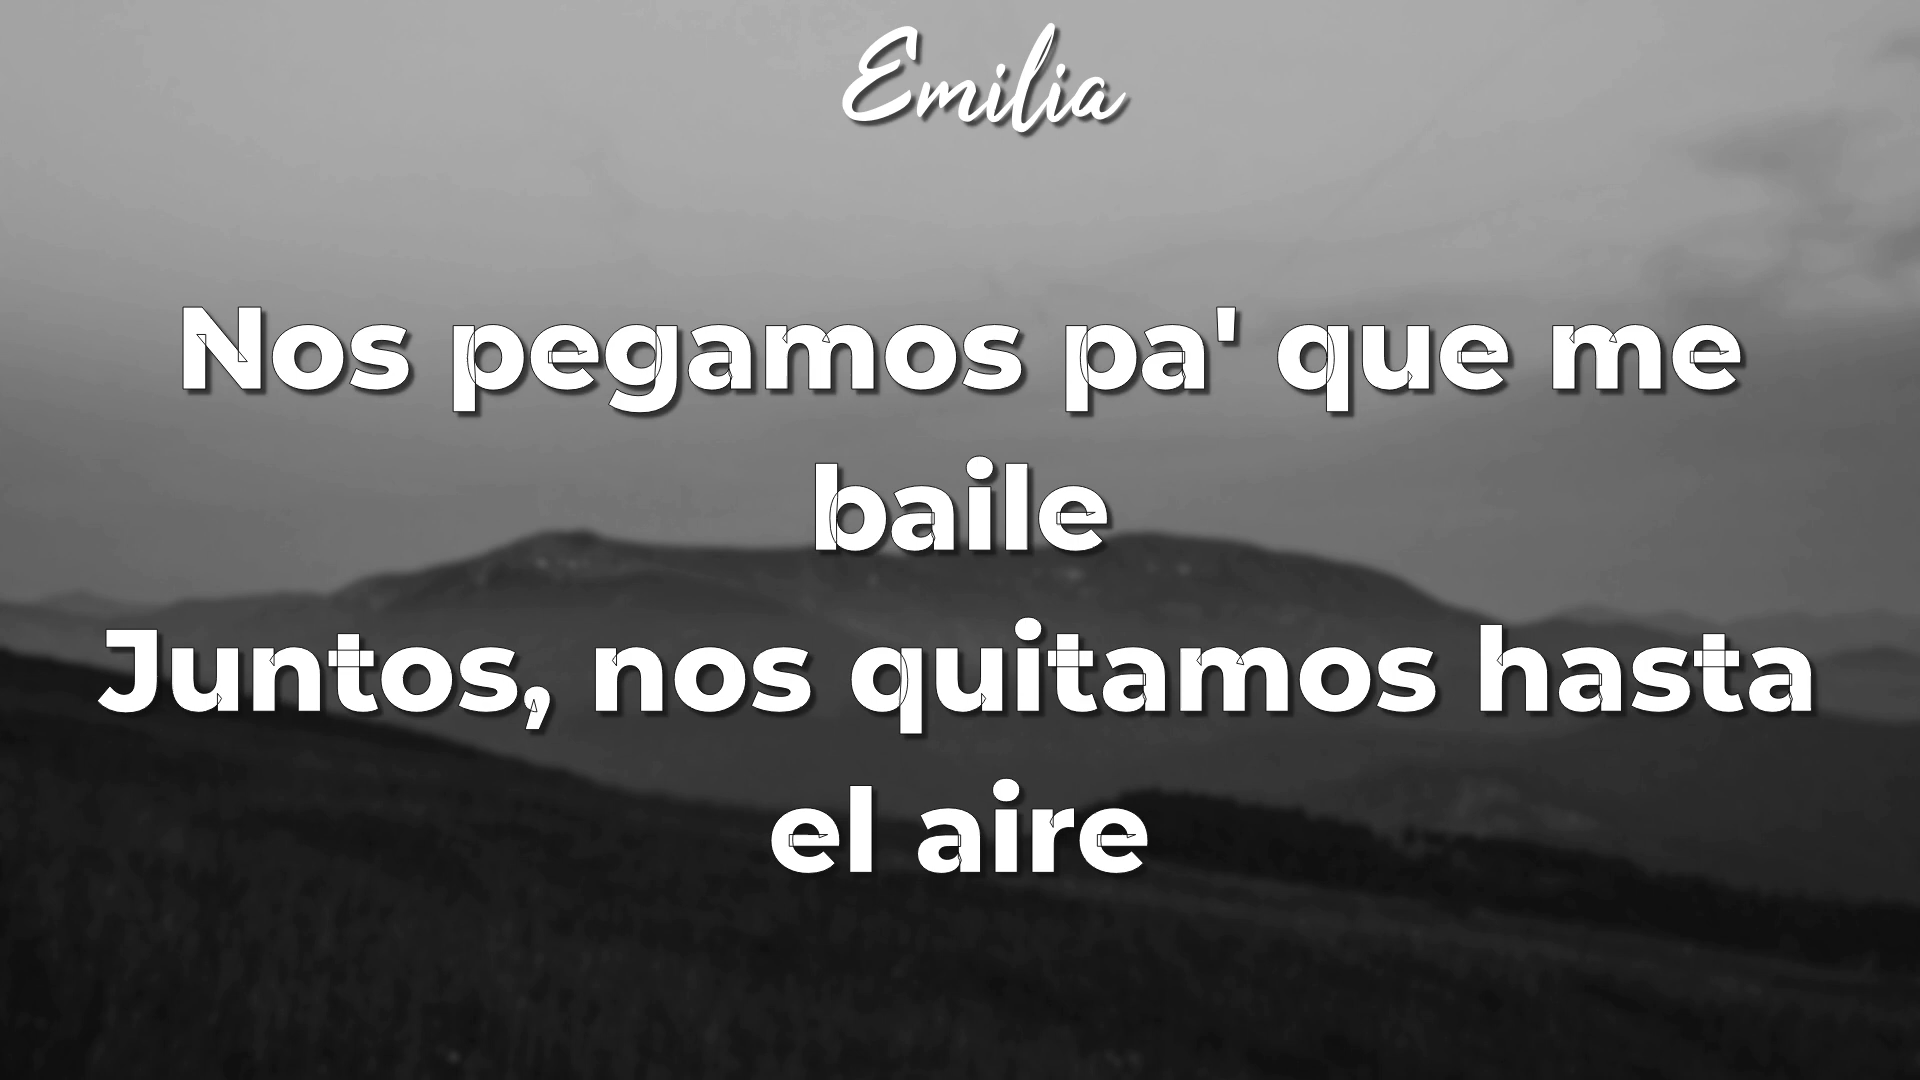 Emilia
Nos pegamos pa' que me
baile
Juntos, nos quitamos hasta
el aire